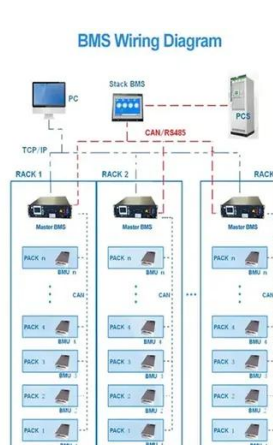 BMS Wiring Diagram
Stack BMS
PC
PCS
CAN/RS485
TCP/IP
RACK 1
RACK 2
RACK
Master BMS
Master BMS
Master BMS
PACK n
BMU n
PACK n
BMU n
PACK n
BMU n
CAN
CAN
CAN
PACK 4
BMU 4
PACK 4
BMU 4
PACK 4
BMU 4
PACK 3
BMU 3
PACK 3
BMU 3
PACK 3
BMU 3
PACK 2
BMU 2
PACK 2
BMU 2
PACK 2
BMU 2
PACK 1
PACK 1
PACK 1